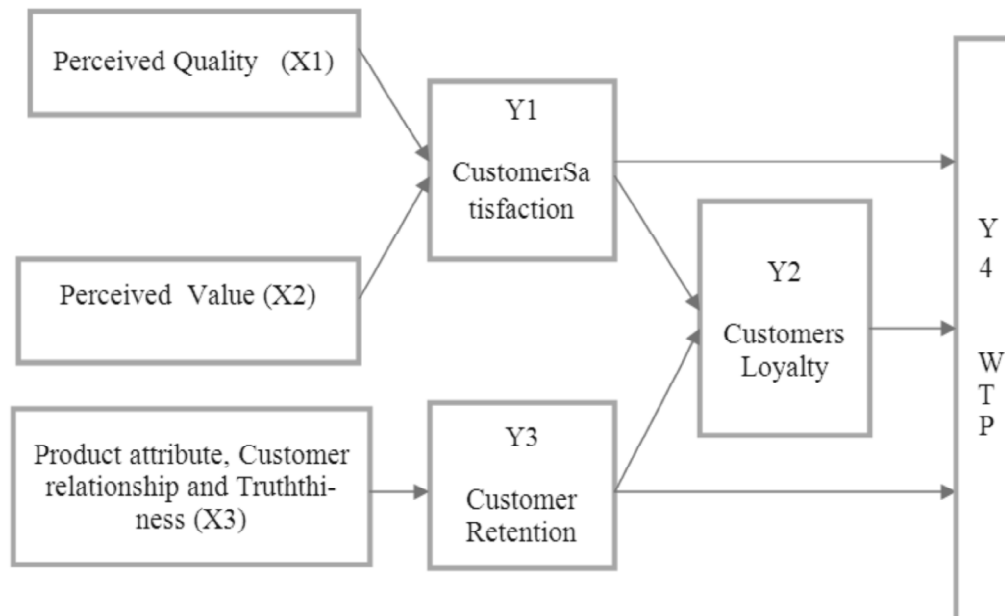 Perceived Quality (X1)
Y1
CustomerSa
tisfaction
Perceived Value (X2)
Y2
Customers
Loyalty
Product attribute, Customer
relationship and Truththi-
ness (X3)
Y3
Customer
Retention
Y
4
W
T
P